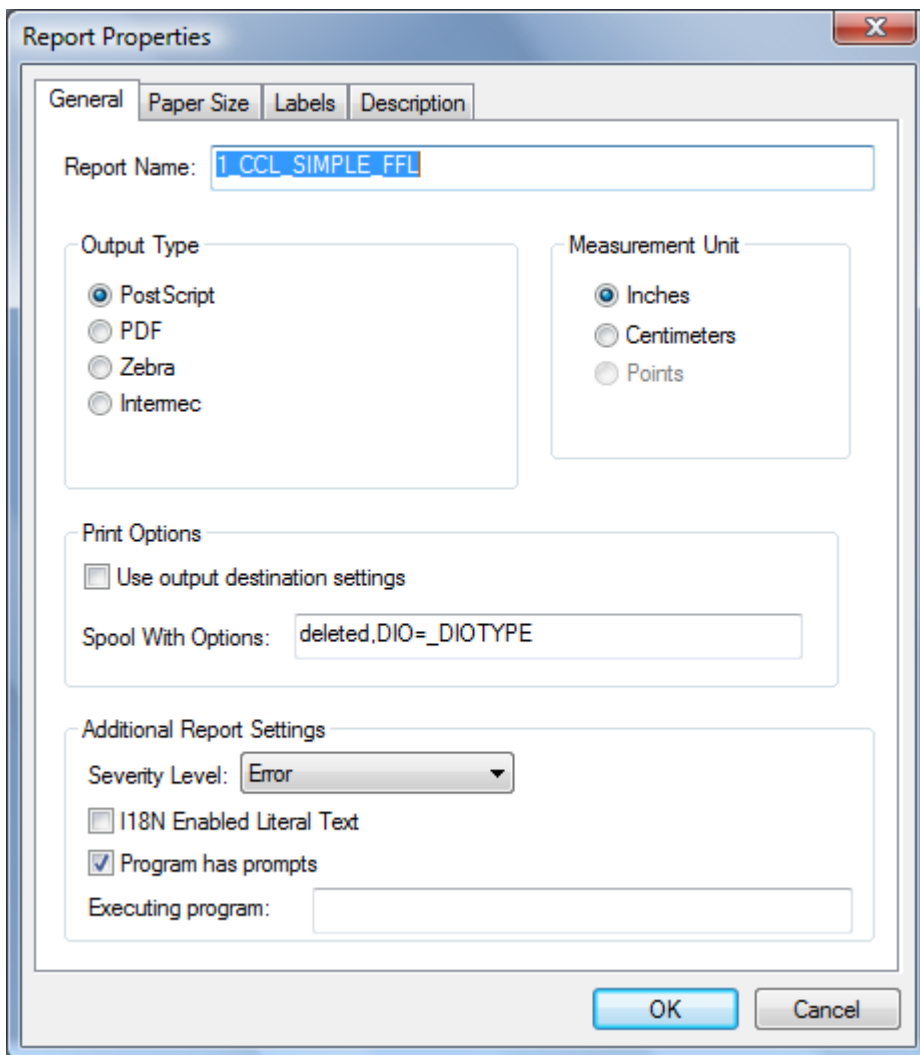 Report Properties
General
Paper Size
Labels
Description
Report Name: 1_CCL_SIMPLE_FFL
Output Type
PostScript
PDF
Zebra
Intermec
Measurement Unit
Inches
Centimeters
Points
Print Options
Use output destination settings
Spool With Options: deleted,DIO=_DIOTYPE
Additional Report Settings
Severity Level: Error
I18N Enabled Literal Text
Program has prompts
Executing program:
OK
Cancel